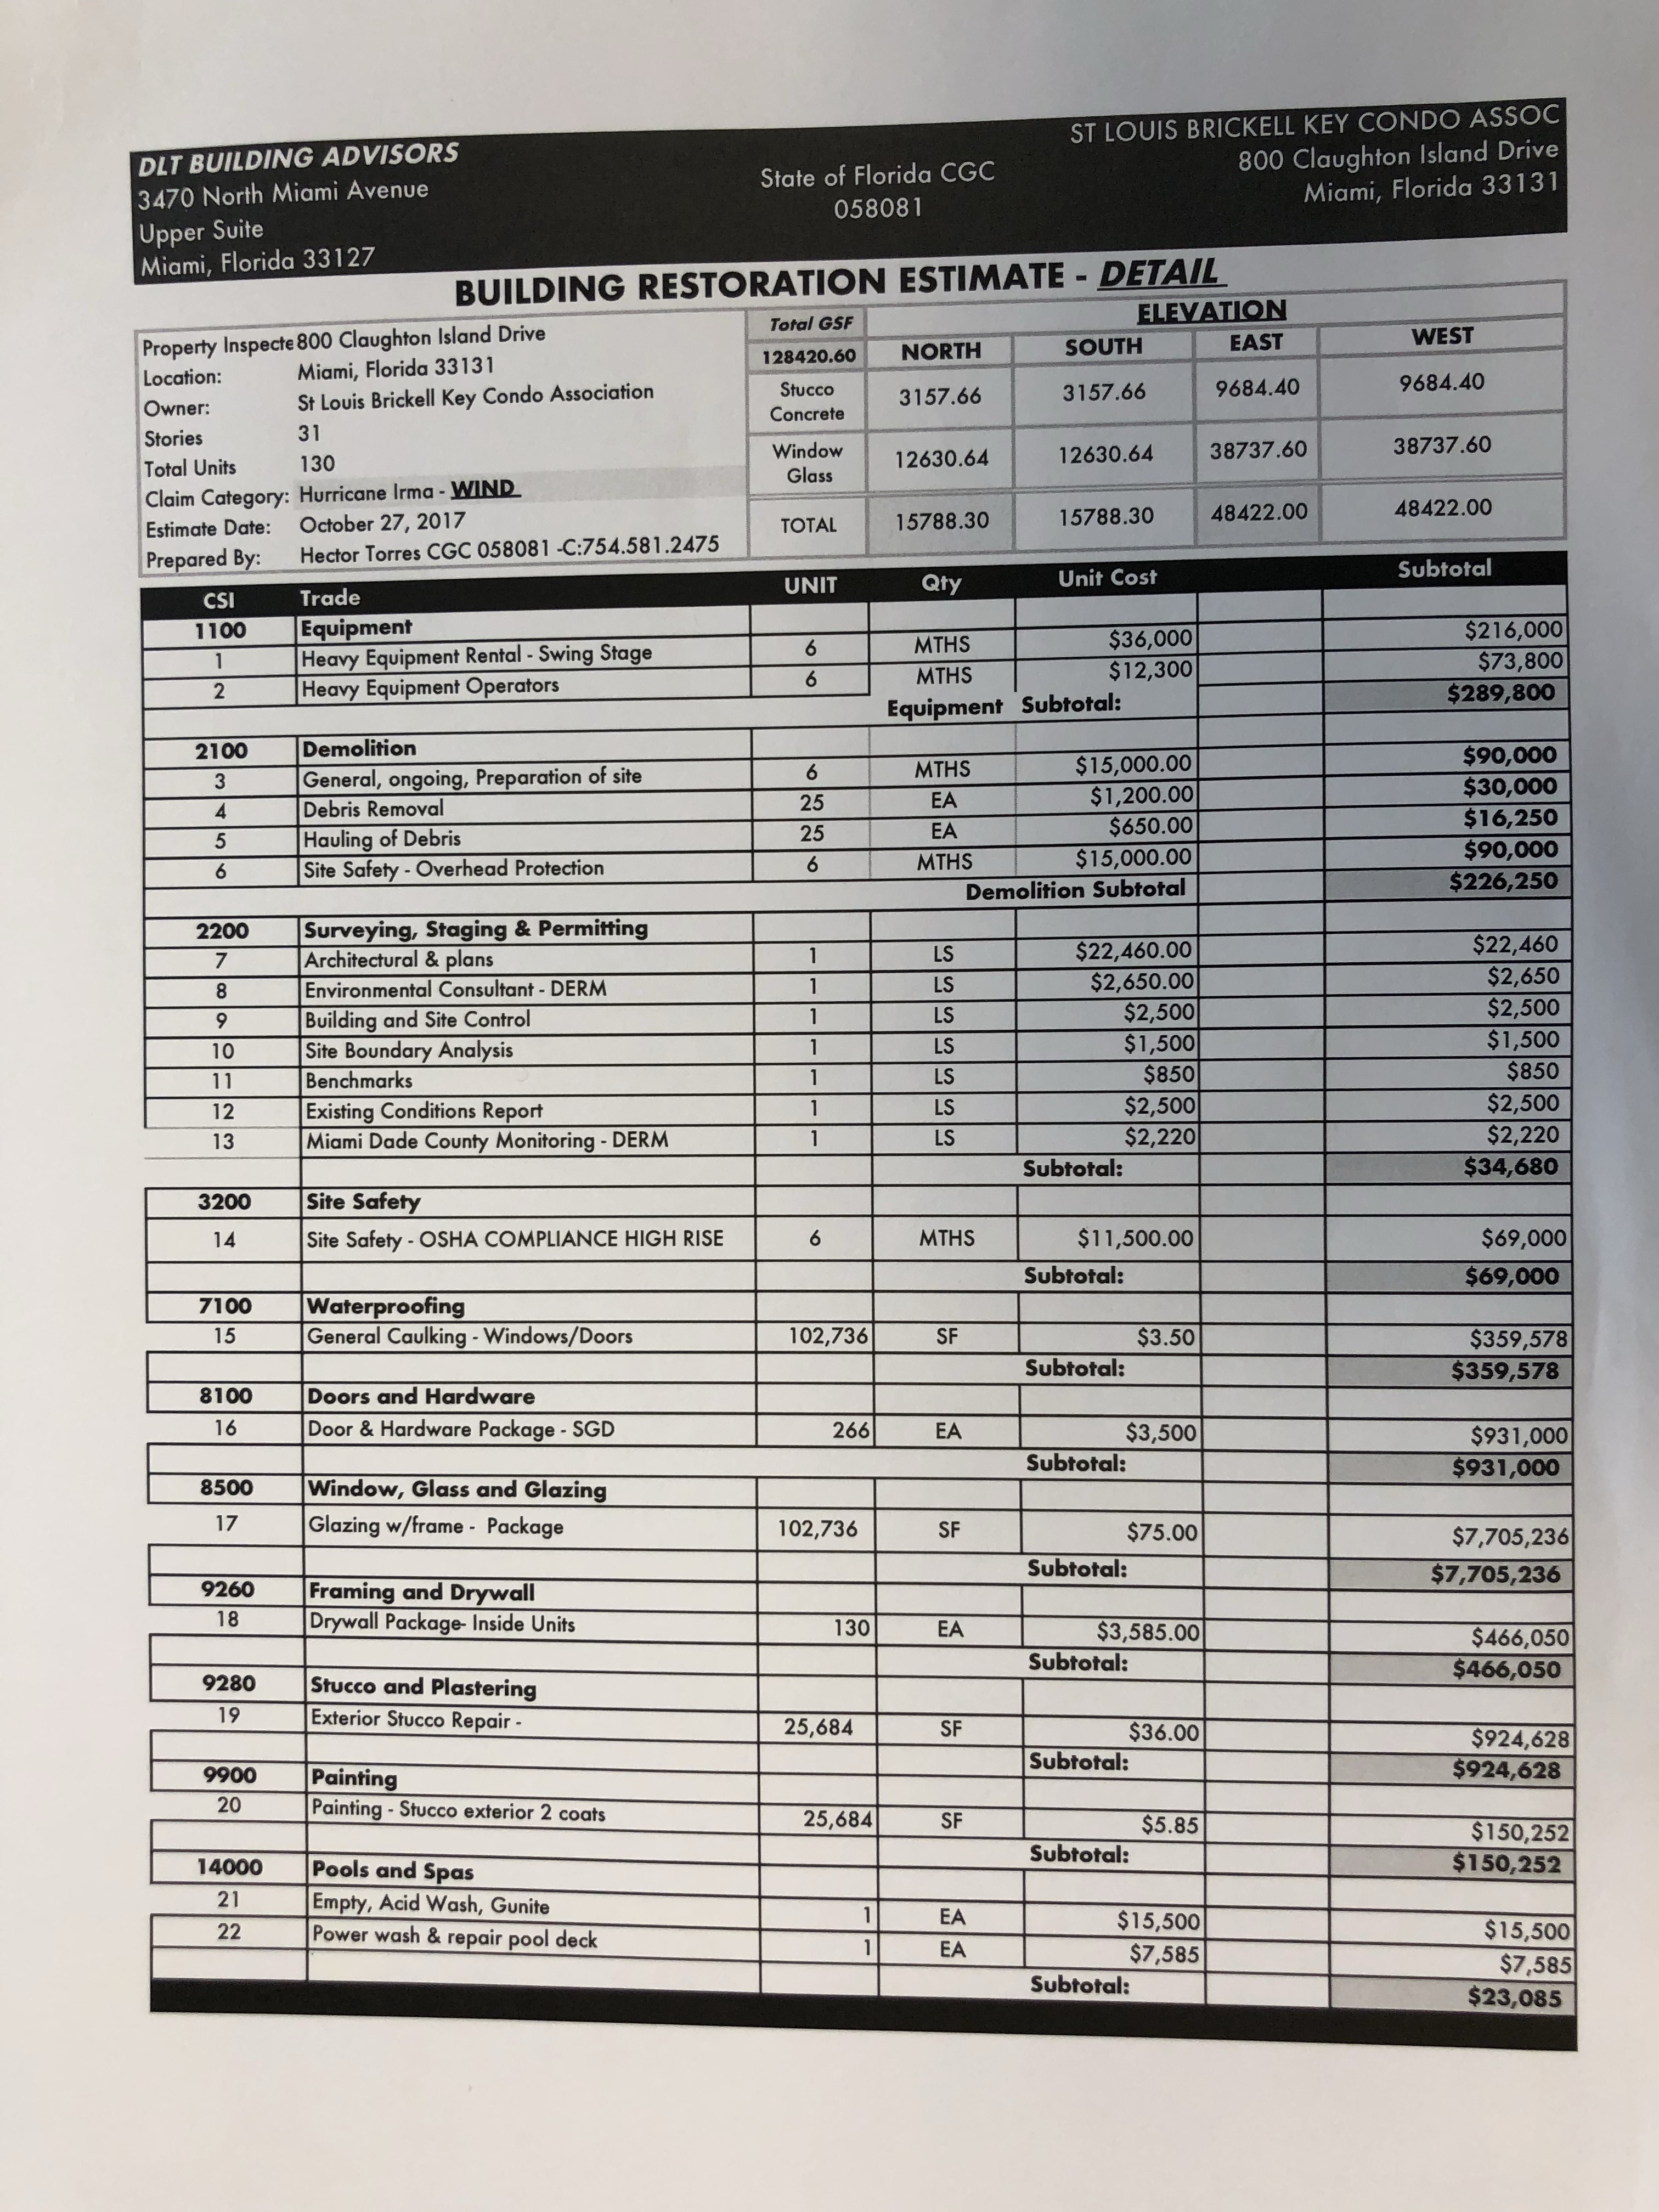 DLT BUILDING ADVISORS
3470 North Miami Avenue
Upper Suite
Miami, Florida 33127
State of Florida CGC
058081
ST LOUIS BRICKELL KEY CONDO ASSOC
800 Claughton Island Drive
Miami, Florida 33131
BUILDING RESTORATION ESTIMATE - DETAIL
Property Inspecte 800 Claughton Island Drive
Location: Miami, Florida 33131
Owner: St Louis Brickell Key Condo Association
Stories 31
Total Units 130
Claim Category: Hurricane Irma - WIND
Estimate Date: October 27, 2017
Prepared By: Hector Torres CGC 058081 -C:754.581.2475
Total GSF ELEVATION
128420.60 NORTH SOUTH EAST WEST
Stucco Concrete 3157.66 3157.66 9684.40 9684.40
Window Glass 12630.64 12630.64 38737.60 38737.60
TOTAL 15788.30 15788.30 48422.00 48422.00
CSI Trade UNIT Qty Unit Cost Subtotal
1100 Equipment
1 Heavy Equipment Rental - Swing Stage 6 MTHS $36,000 $216,000
2 Heavy Equipment Operators 6 MTHS $12,300 $73,800
Equipment Subtotal: $289,800
2100 Demolition
3 General, ongoing, Preparation of site 6 MTHS $15,000.00 $90,000
4 Debris Removal 25 EA $1,200.00 $30,000
5 Hauling of Debris 25 EA $650.00 $16,250
6 Site Safety - Overhead Protection 6 MTHS $15,000.00 $90,000
Demolition Subtotal $226,250
2200 Surveying, Staging & Permitting
7 Architectural & plans 1 LS $22,460.00 $22,460
8 Environmental Consultant - DERM 1 LS $2,650.00 $2,650
9 Building and Site Control 1 LS $2,500 $2,500
10 Site Boundary Analysis 1 LS $1,500 $1,500
11 Benchmarks 1 LS $850 $850
12 Existing Conditions Report 1 LS $2,500 $2,500
13 Miami Dade County Monitoring - DERM 1 LS $2,220 $2,220
Subtotal: $34,680
3200 Site Safety
14 Site Safety - OSHA COMPLIANCE HIGH RISE 6 MTHS $11,500.00 $69,000
Subtotal: $69,000
7100 Waterproofing
15 General Caulking - Windows/Doors 102,736 SF $3.50 $359,578
Subtotal: $359,578
8100 Doors and Hardware
16 Door & Hardware Package - SGD 266 EA $3,500 $931,000
Subtotal: $931,000
8500 Window, Glass and Glazing
17 Glazing w/frame - Package 102,736 SF $75.00 $7,705,236
Subtotal: $7,705,236
9260 Framing and Drywall
18 Drywall Package- Inside Units 130 EA $3,585.00 $466,050
Subtotal: $466,050
9280 Stucco and Plastering
19 Exterior Stucco Repair - 25,684 SF $36.00 $924,628
Subtotal: $924,628
9900 Painting
20 Painting - Stucco exterior 2 coats 25,684 SF $5.85 $150,252
Subtotal: $150,252
14000 Pools and Spas
21 Empty, Acid Wash, Gunite 1 EA $15,500 $15,500
22 Power wash & repair pool deck 1 EA $7,585 $7,585
Subtotal: $23,085